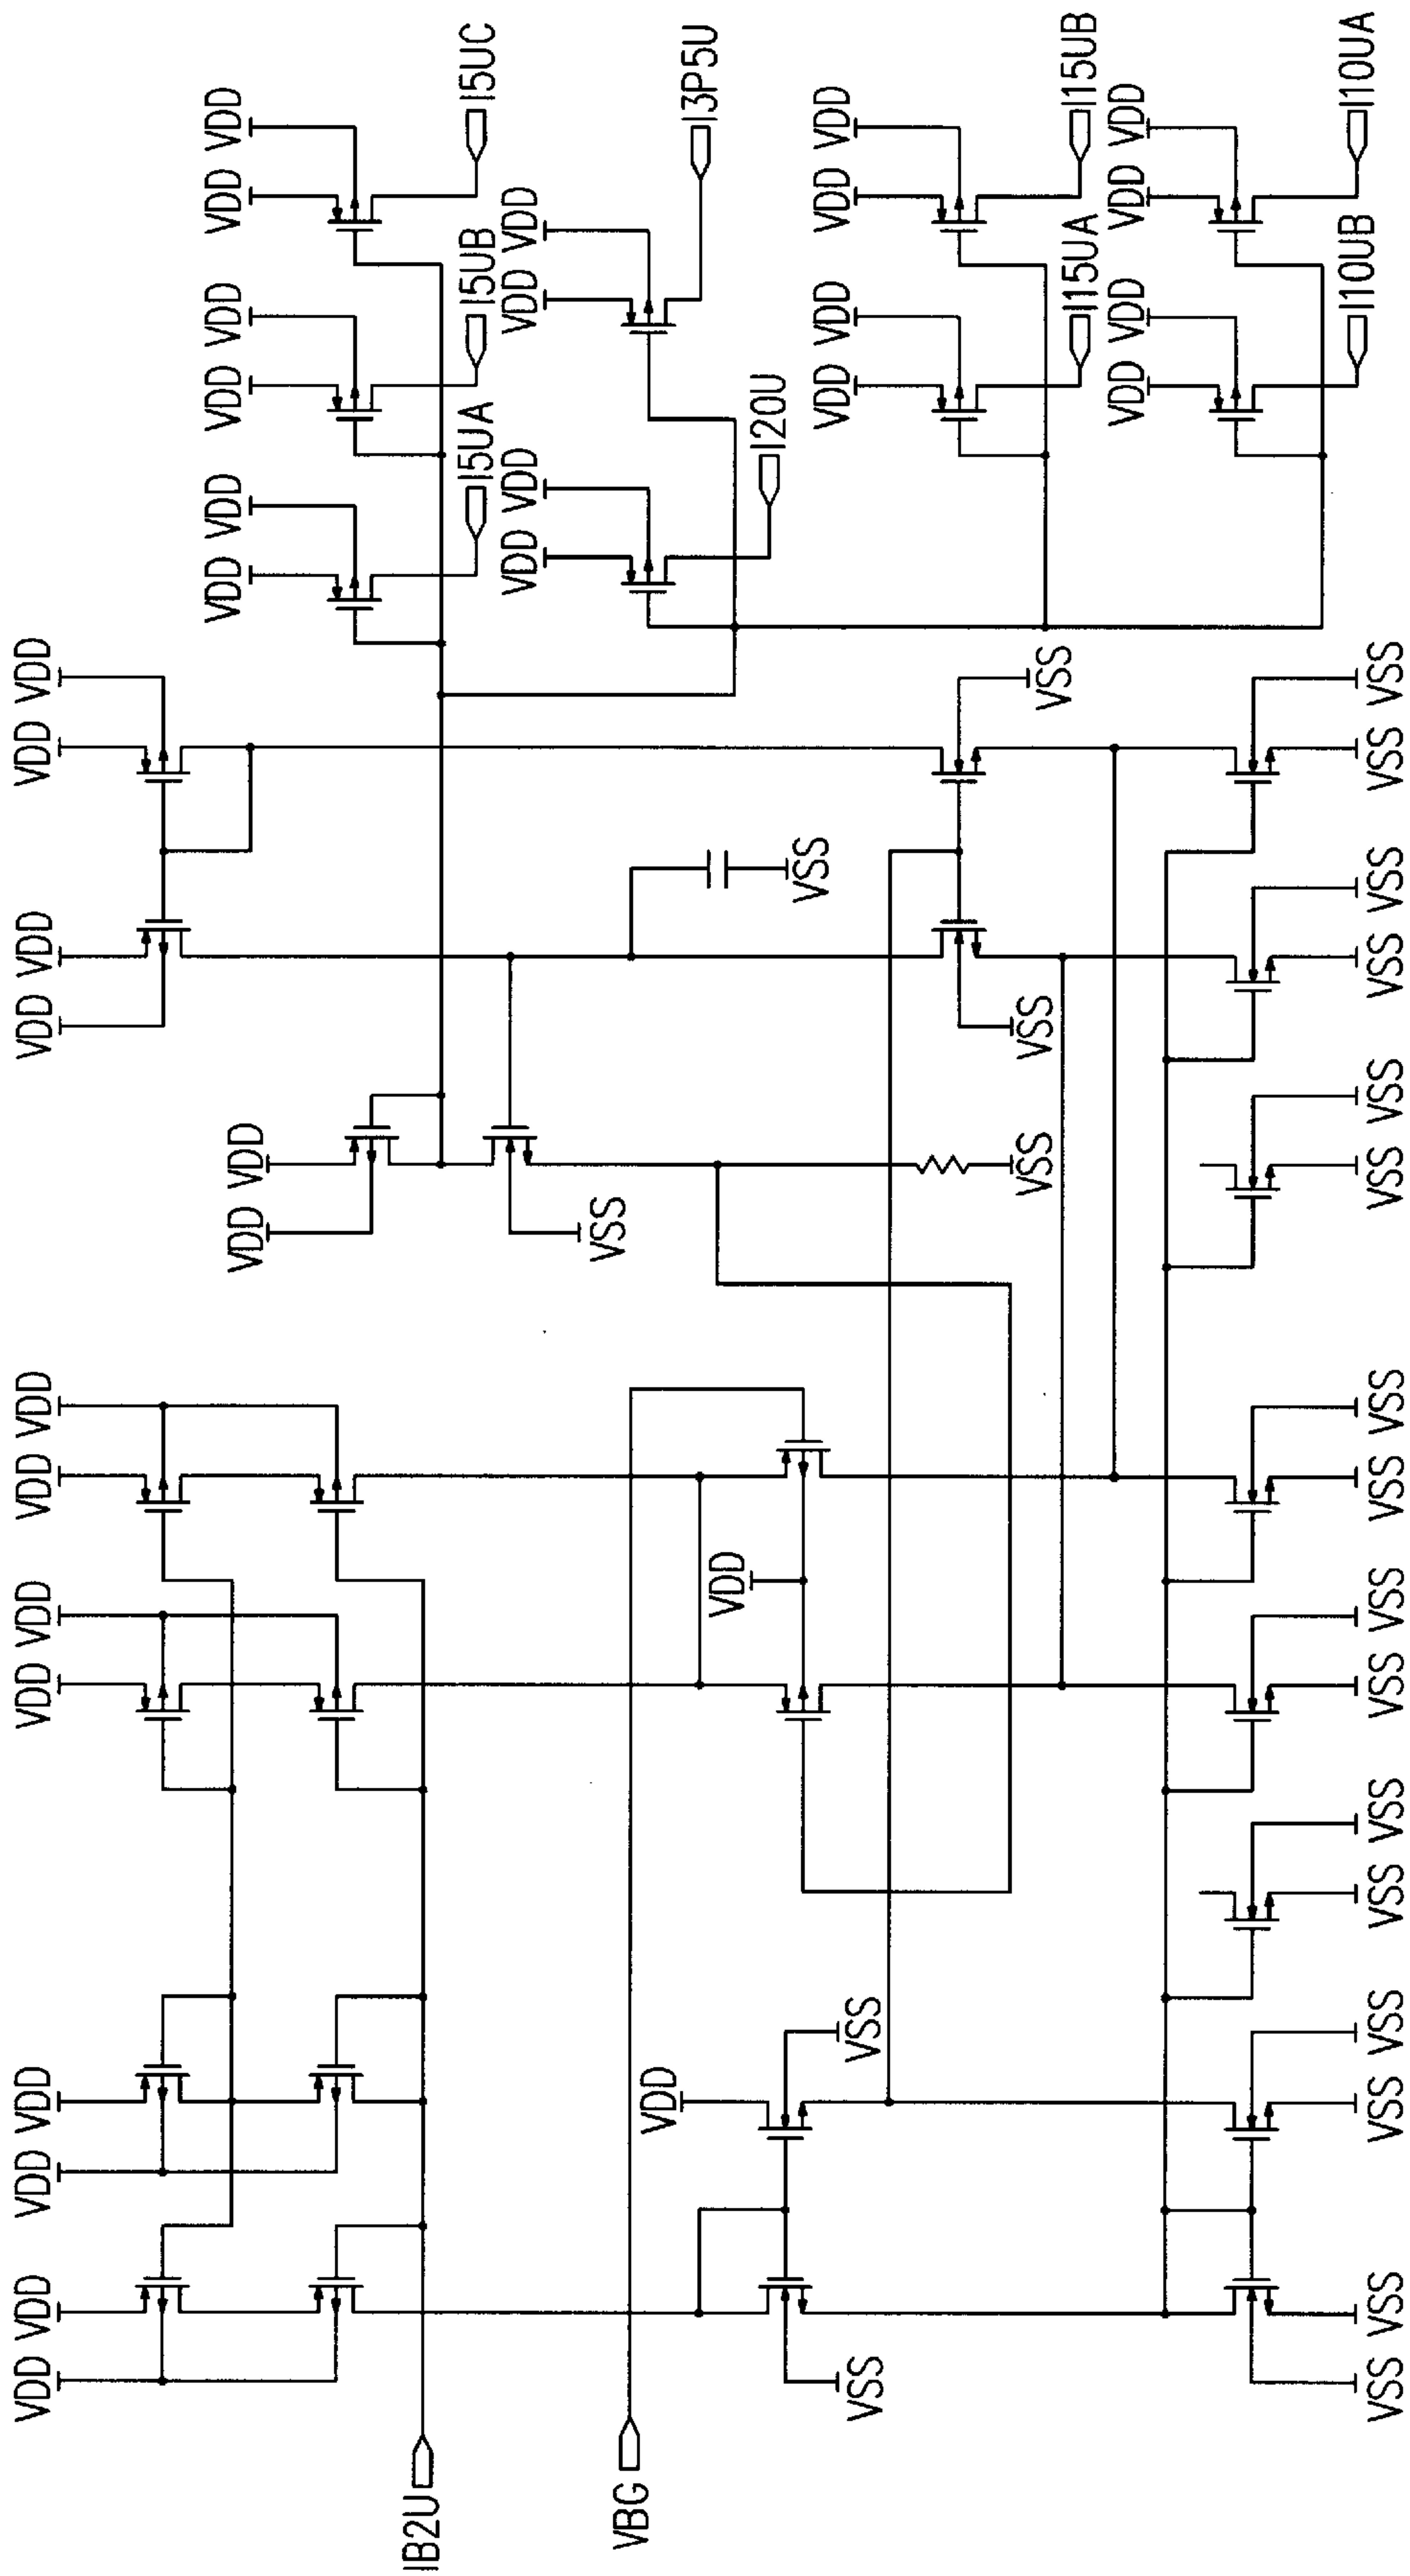 VDD VDD VDD VDD VDD VDD VDD VDD VDD VDD VDD VDD
VDD VDD VDD VDD VDD VDD VDD VDD
IB2U
I5UA I5UB I5UC
VDD VDD VDD VDD
VSS
VBG
VDD
I3P5U
VDD
I20U
VSS
VDD VDD VDD VDD
VSS VSS
VSS VSS VSS
I15UA I15UB
VDD VDD VDD VDD
I10UB I10UA
VSS VSS VSS VSS VSS VSS VSS VSS VSS VSS VSS VSS VSS VSS VSS VSS